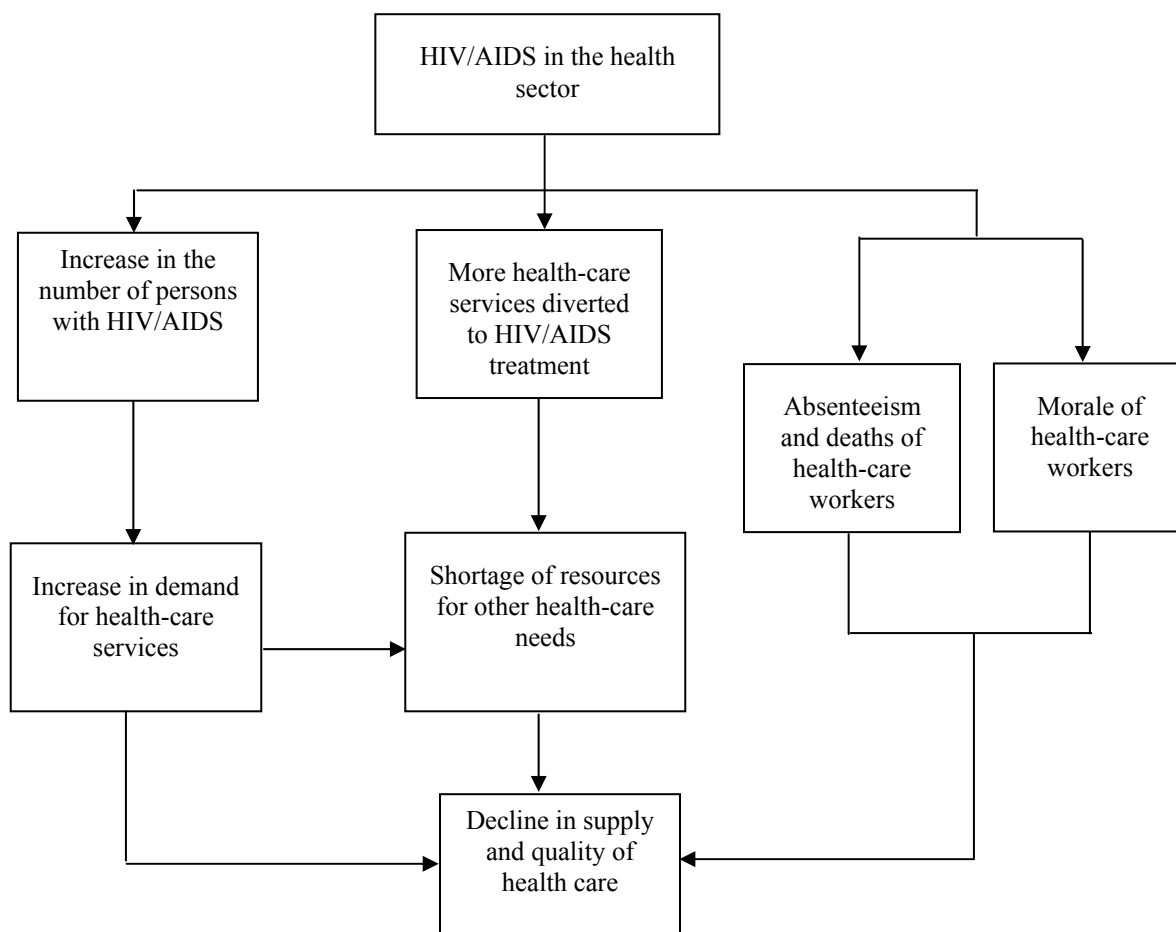 HIV/AIDS in the health
sector
Increase in the
number of persons
with HIV/AIDS
More health-care
services diverted
to HIV/AIDS
treatment
Absenteeism
and deaths of
health-care
workers
Morale of
health-care
workers
Increase in demand
for health-care
services
Shortage of resources
for other health-care
needs
Decline in supply
and quality of
health care